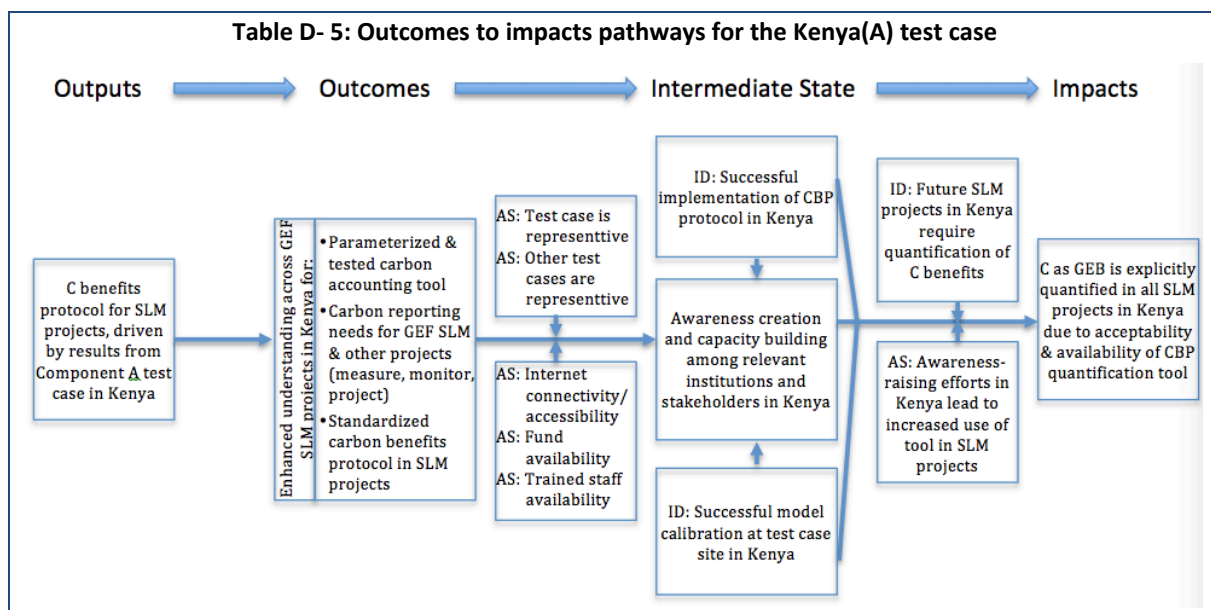 Table D- 5: Outcomes to impacts pathways for the Kenya(A) test case
Outputs
Outcomes
Intermediate State
Impacts
C benefits
protocol for SLM
projects, driven
by results from
Component A test
case in Kenya
Enhanced understanding across GEF
SLM projects in Kenya for:
•Parameterized &
tested carbon
accounting tool
•Carbon reporting
needs for GEF SLM
& other projects
(measure, monitor,
project)
•Standardized
carbon benefits
protocol in SLM
projects
AS: Test case is
representtive
AS: Other test
cases are
representtive
AS: Internet
connectivity/
accessibility
AS: Fund
availability
AS: Trained staff
availability
ID: Successful
implementation of CBP
protocol in Kenya
Awareness creation
and capacity building
among relevant
institutions and
stakeholders in Kenya
ID: Successful model
calibration at test case
site in Kenya
ID: Future SLM
projects in Kenya
require
quantification of
C benefits
AS: Awareness-
raising efforts in
Kenya lead to
increased use of
tool in SLM
projects
C as GEB is explicitly
quantified in all SLM
projects in Kenya
due to acceptability
& availability of CBP
quantification tool